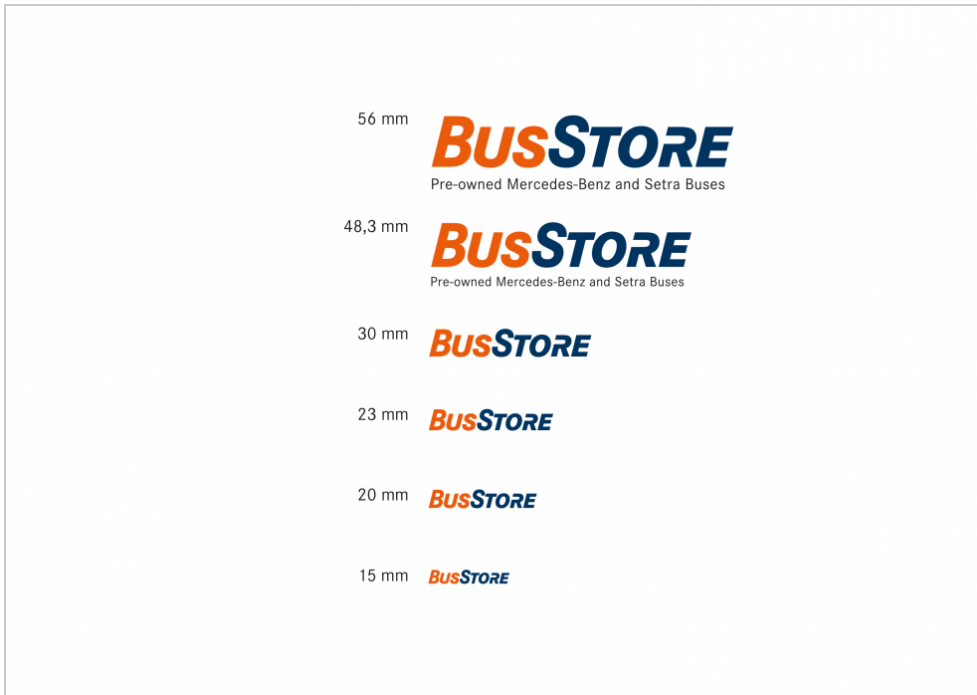 56 mm
BUSSTORE
Pre-owned Mercedes-Benz and Setra Buses
48,3 mm
BUSSTORE
Pre-owned Mercedes-Benz and Setra Buses
30 mm
BUSSTORE
23 mm
BUSSTORE
20 mm
BUSSTORE
15 mm
BUSSTORE